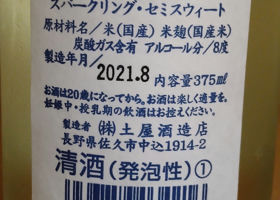 スパークリング・セミスウィート
原材料名／米(国産) 米麹(国産米)
炭酸ガス含有 アルコール分／8度
製造年月／
2021.8 内容量375㎖
お酒は20歳になってから。お酒は楽しく適量を。
妊娠中・授乳期の飲酒はお控えください。
製造者 ㈱土屋酒造店
長野県佐久市中込1914-2
清酒(発泡性)①